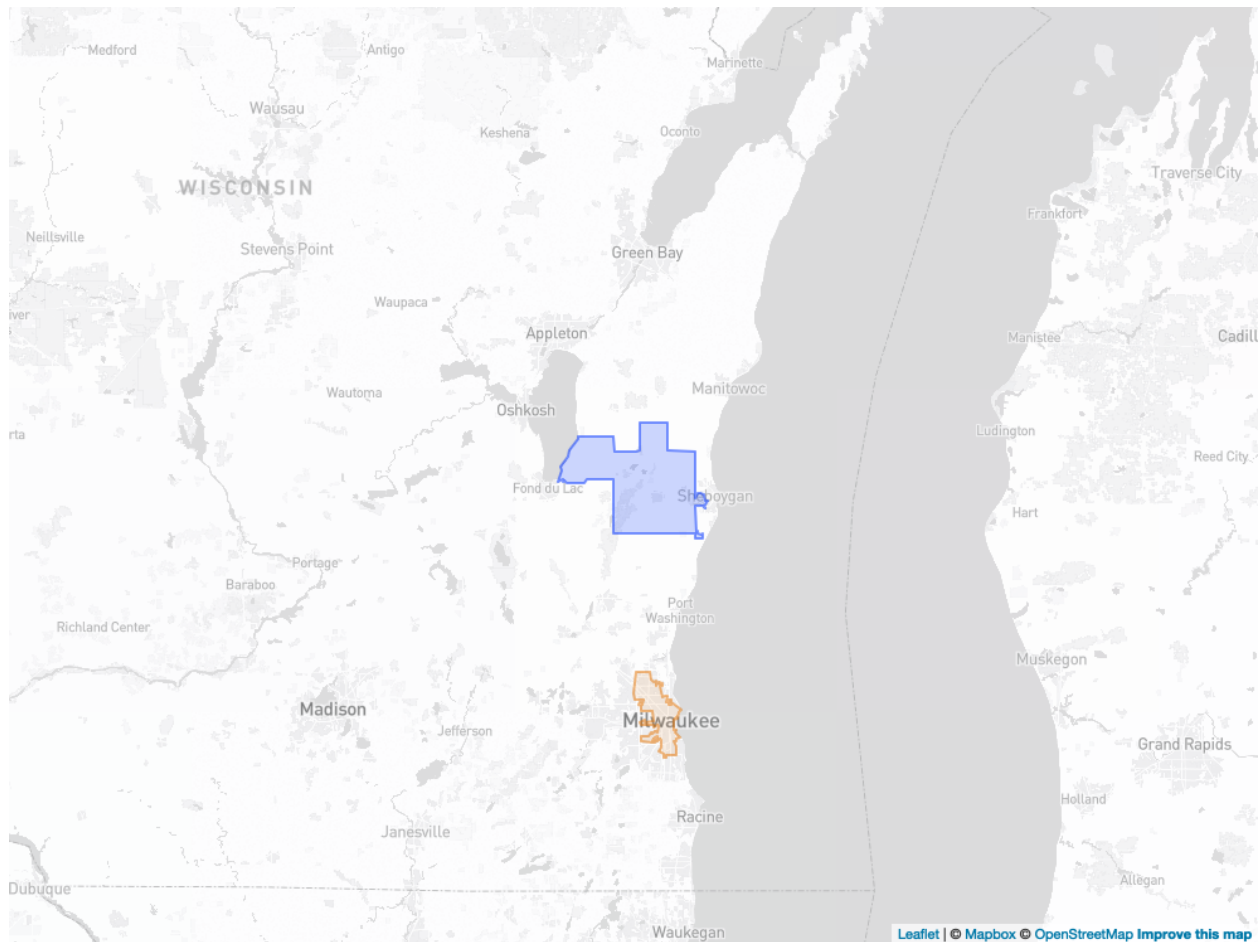 Medford
Antigo
Marinette
Wausau
Keshena
Oconto
WISCONSIN
Traverse City
Frankfort
Neillsville
Stevens Point
Green Bay
Waupaca
iver
Appleton
Manistee
Cadill
Wautoma
Manitowoc
Oshkosh
rta
Ludington
Reed City
Fond du Lac
Sheboygan
Hart
Portage
Baraboo
Port
Washington
Richland Center
Muskegon
Madison
Milwaukee
Jefferson
Grand Rapids
Holland
Racine
Janesville
Dubuque
Allegan
Waukegan
Leaflet | © Mapbox © OpenStreetMap Improve this map